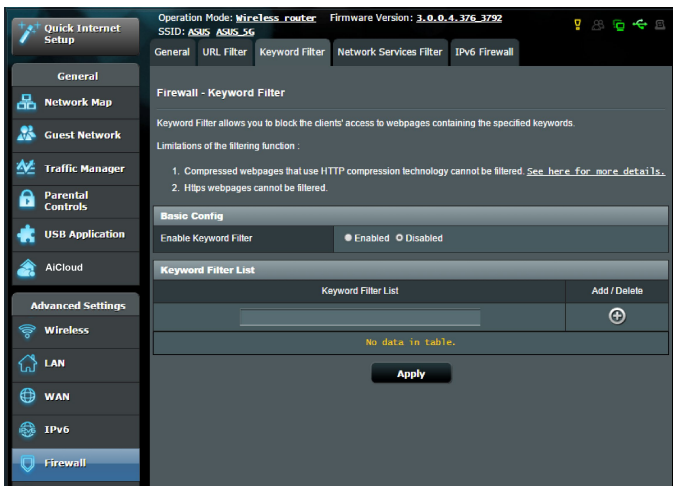 Quick Internet
Setup
Operation Mode: Wireless router Firmware Version: 3.0.0.4.376_3792
SSID: ASUS ASUS_5G
General URL Filter Keyword Filter Network Services Filter IPv6 Firewall
General
Network Map
Guest Network
Traffic Manager
Parental
Controls
USB Application
AiCloud
Advanced Settings
Wireless
LAN
WAN
IPv6
Firewall
Firewall - Keyword Filter
Keyword Filter allows you to block the clients' access to webpages containing the specified keywords.
Limitations of the filtering function :
1. Compressed webpages that use HTTP compression technology cannot be filtered. See here for more details.
2. Https webpages cannot be filtered.
Basic Config
Enable Keyword Filter Enabled Disabled
Keyword Filter List
Keyword Filter List Add / Delete
No data in table.
Apply